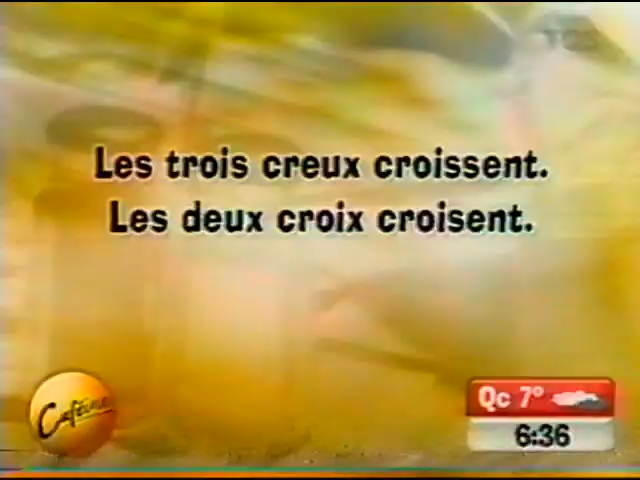 Les trois creux croissent.
Les deux croix croisent.
Caféine
Qc 7°
6:36